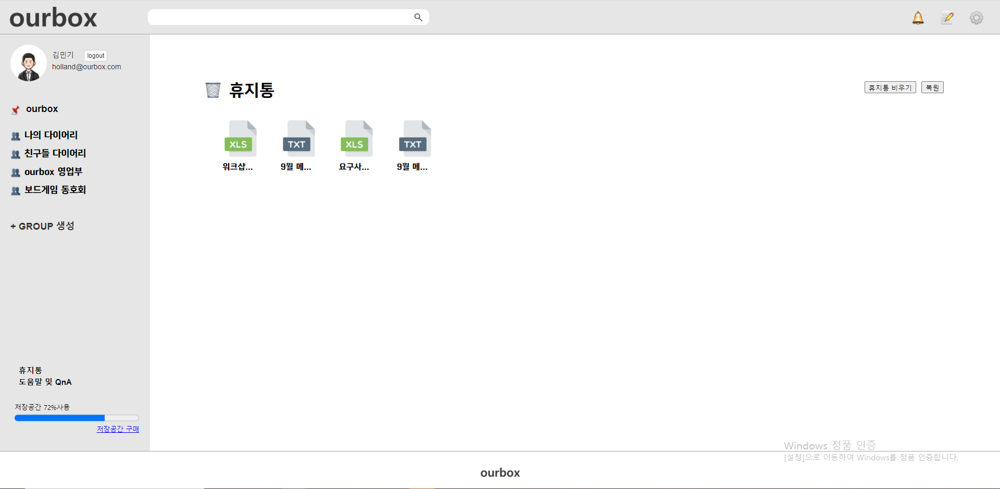 ourbox
김민기 logout
holland@ourbox.com
ourbox
나의 다이어리
친구들 다이어리
ourbox 영업부
보드게임 동호회
+ GROUP 생성
휴지통
도움말 및 QnA
저장공간 72%사용
저장공간 구매
휴지통
휴지통 비우기 복원
XLS TXT XLS TXT
워크샵... 9월 메... 요구사... 9월 메...
Windows 정품 인증
[설정]으로 이동하여 Windows를 정품 인증합니다.
ourbox